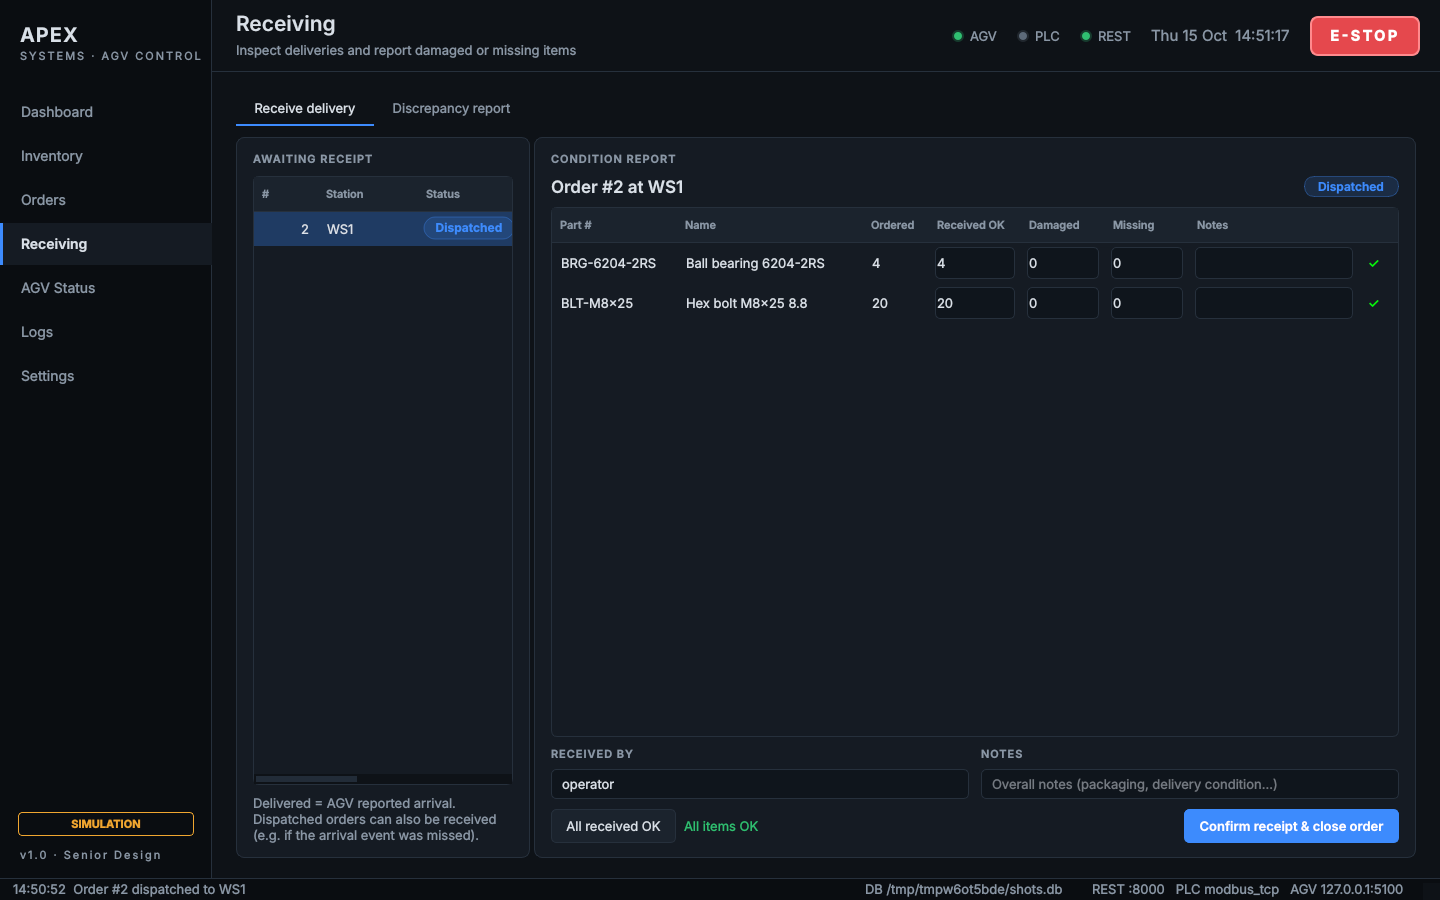 APEX
SYSTEMS · AGV CONTROL
Dashboard
Inventory
Orders
Receiving
AGV Status
Logs
Settings
SIMULATION
v1.0 · Senior Design
Receiving
Inspect deliveries and report damaged or missing items
AGV PLC REST Thu 15 Oct 14:51:17 E-STOP
Receive delivery Discrepancy report
AWAITING RECEIPT
# Station Status
2 WS1 Dispatched
Delivered = AGV reported arrival.
Dispatched orders can also be received
(e.g. if the arrival event was missed).
CONDITION REPORT
Order #2 at WS1 Dispatched
Part # Name Ordered Received OK Damaged Missing Notes
BRG-6204-2RS Ball bearing 6204-2RS 4 4 0 0 ✓
BLT-M8×25 Hex bolt M8×25 8.8 20 20 0 0 ✓
RECEIVED BY NOTES
operator Overall notes (packaging, delivery condition...)
All received OK All items OK Confirm receipt & close order
14:50:52 Order #2 dispatched to WS1 DB /tmp/tmpw6ot5bde/shots.db REST :8000 PLC modbus_tcp AGV 127.0.0.1:5100